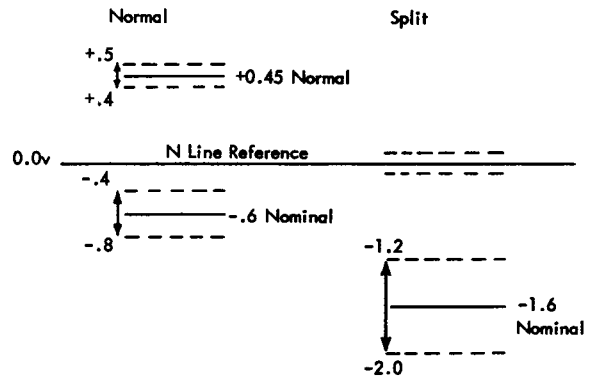 Normal
Split
+.5
+0.45 Normal
+.4
N Line Reference
0.0v
-.4
-.6 Nominal
-.8
-1.2
-1.6
Nominal
-2.0